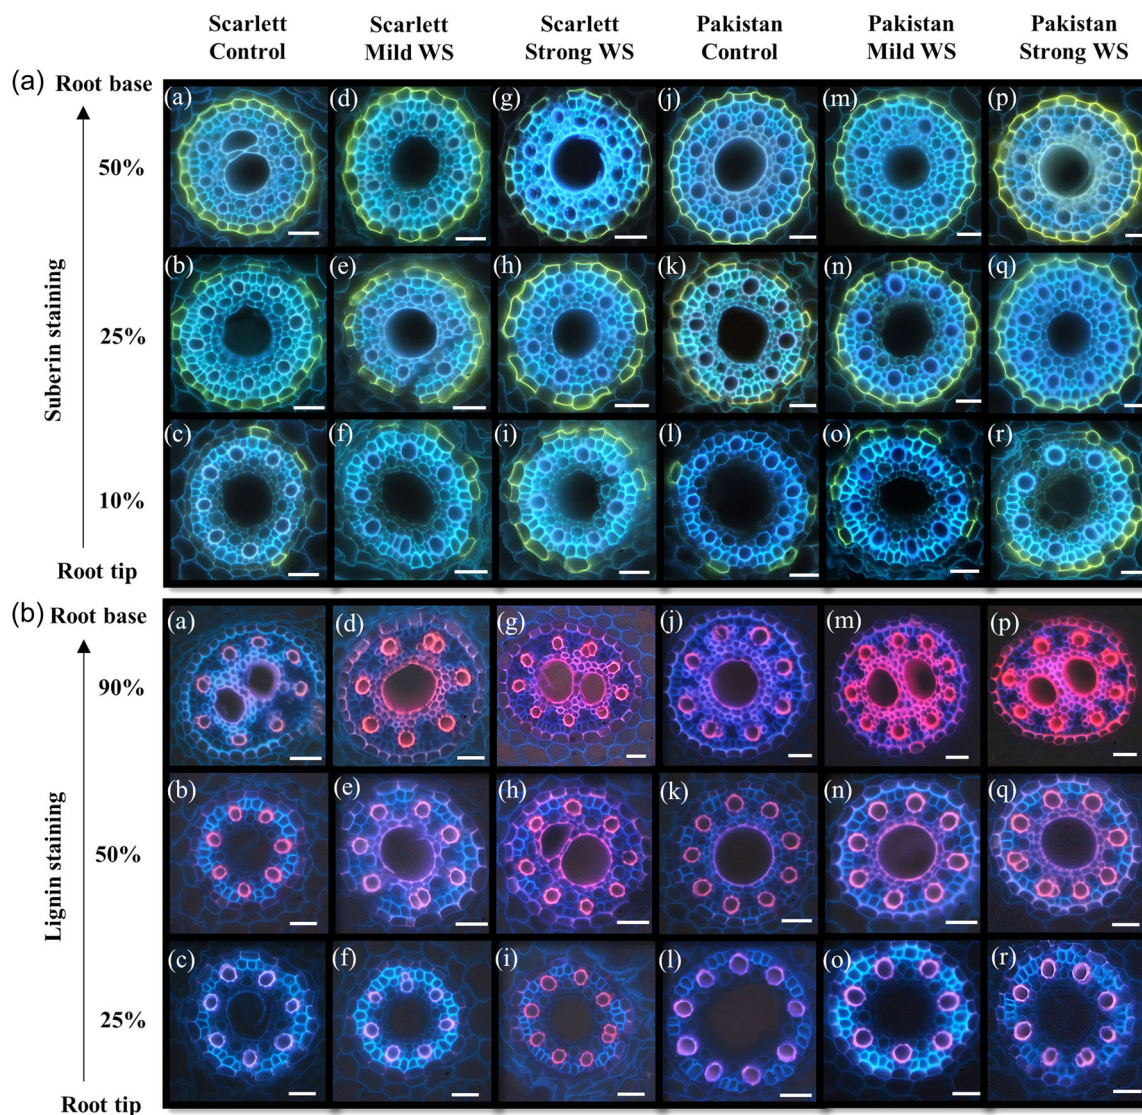 Scarlett Control
Scarlett Mild WS
Scarlett Strong WS
Pakistan Control
Pakistan Mild WS
Pakistan Strong WS
(a)
Root base
Suberin staining
50%
(a) (d) (g) (j) (m) (p)
25%
(b) (e) (h) (k) (n) (q)
10%
(c) (f) (i) (l) (o) (r)
Root tip
(b)
Root base
Lignin staining
90%
(a) (d) (g) (j) (m) (p)
50%
(b) (e) (h) (k) (n) (q)
25%
(c) (f) (i) (l) (o) (r)
Root tip